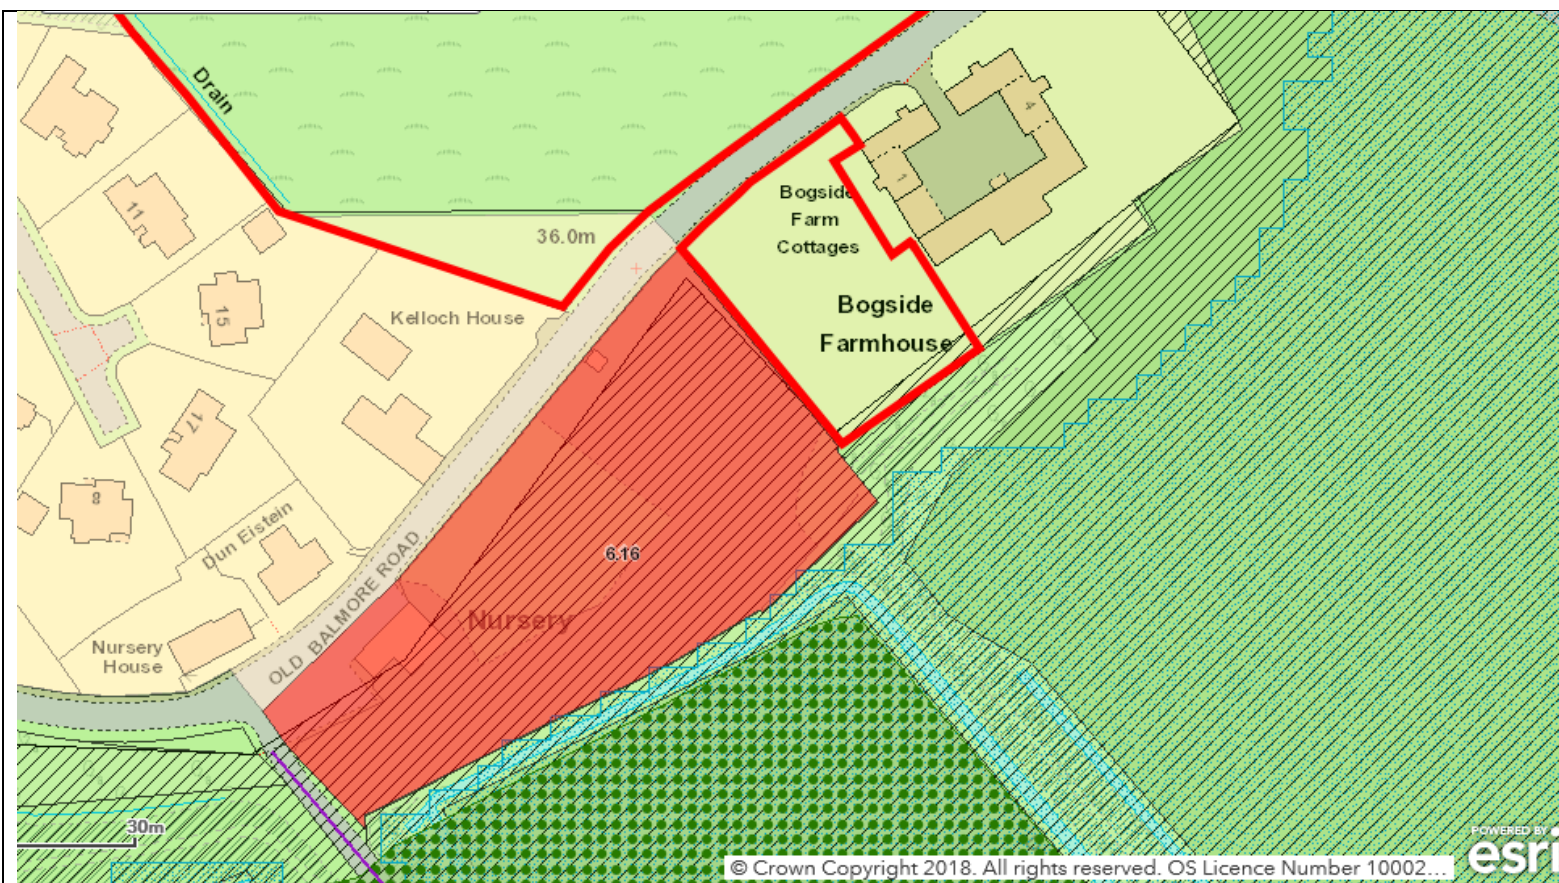 Drain
4
1
11
Bogside
Farm
Cottages
36.0m
Bogside
Farmhouse
15
Kelloch House
17
8
Dun Eistein
6.16
OLD BALMORE ROAD
Nursery
Nursery
House
30m
POWERED BY
esri
© Crown Copyright 2018. All rights reserved. OS Licence Number 10002...